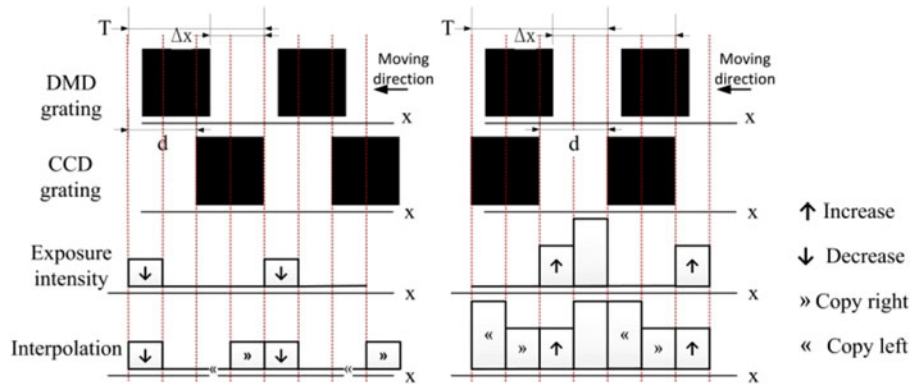 T Δx T Δx
DMD grating Moving direction Moving direction
x x
d d
CCD grating
x x
↑ Increase
Exposure intensity ↓ ↓ ↑ ↑ ↓ Decrease
x x
» Copy right
Interpolation ↓ « » ↓ « » « » ↑ « » ↑ « Copy left
x x